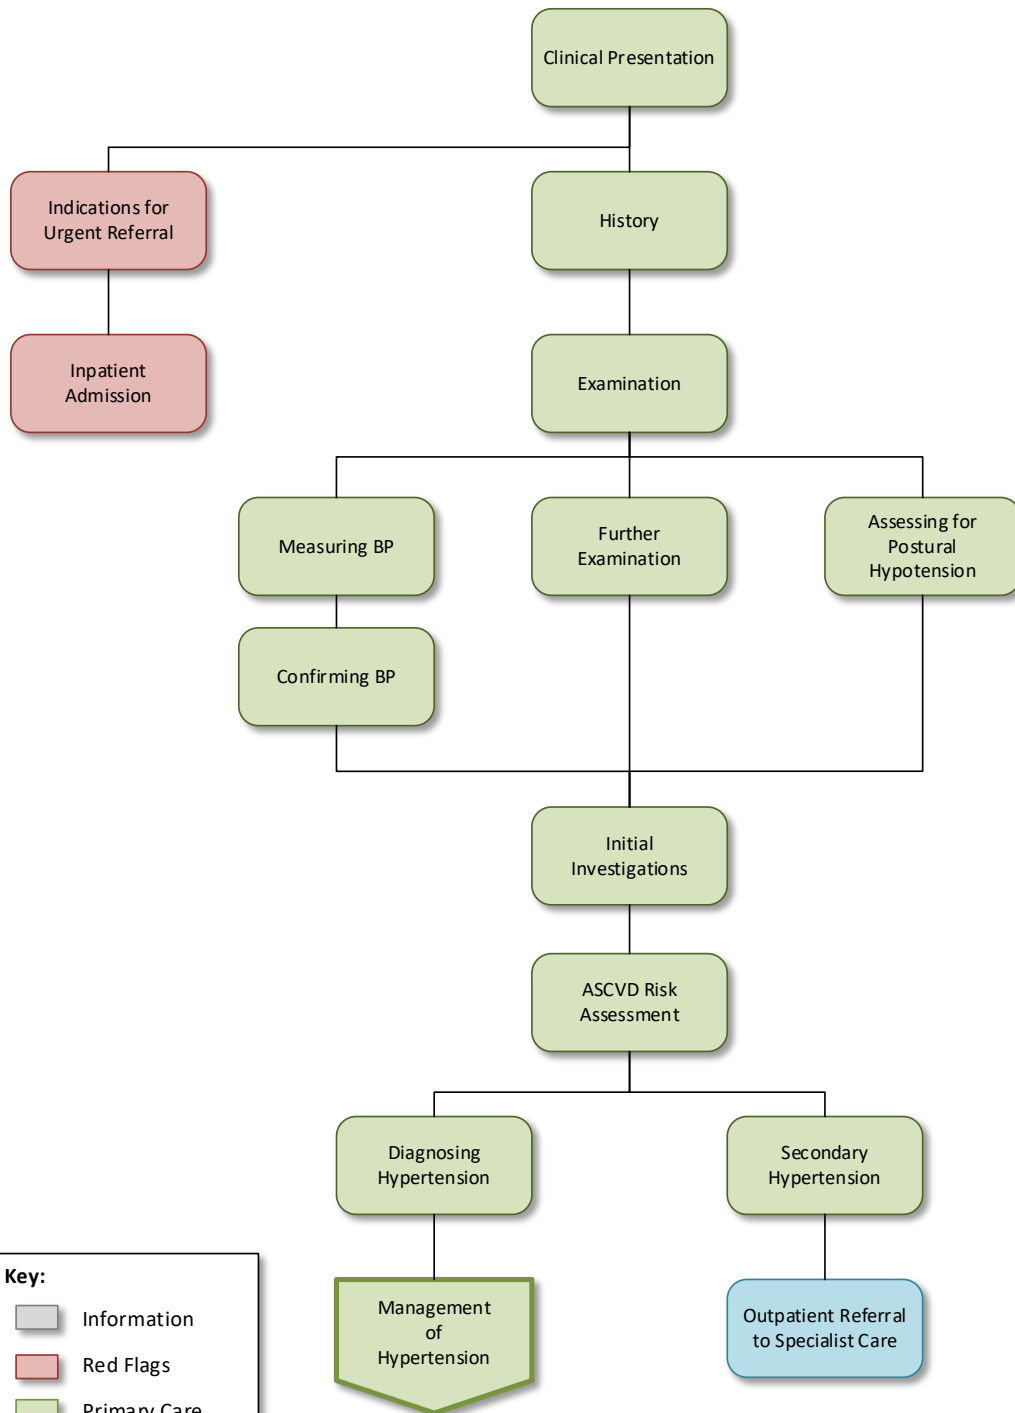 Clinical Presentation
Indications for
Urgent Referral
History
Inpatient
Admission
Examination
Measuring BP
Further
Examination
Assessing for
Postural
Hypotension
Confirming BP
Initial
Investigations
ASCVD Risk
Assessment
Diagnosing
Hypertension
Secondary
Hypertension
Management
of
Hypertension
Outpatient Referral
to Specialist Care
Key:
Information
Red Flags
Primary Care